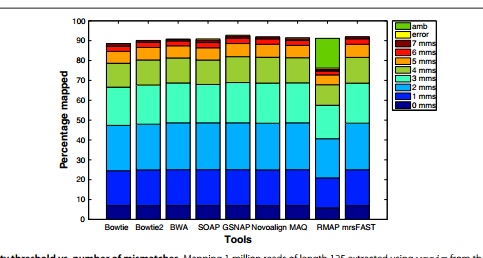 100
90
80
70
60
50
40
30
20
10
0
Percentage mapped
Bowtie Bowtie2 BWA SOAP GSNAP Novoalign MAQ RMAP mrsFAST
Tools
amb
error
7 mms
6 mms
5 mms
4 mms
3 mms
2 mms
1 mms
0 mms
ty threshold vs. number of mismatches. Mapping 1 million reads of length 125 extracted using from the